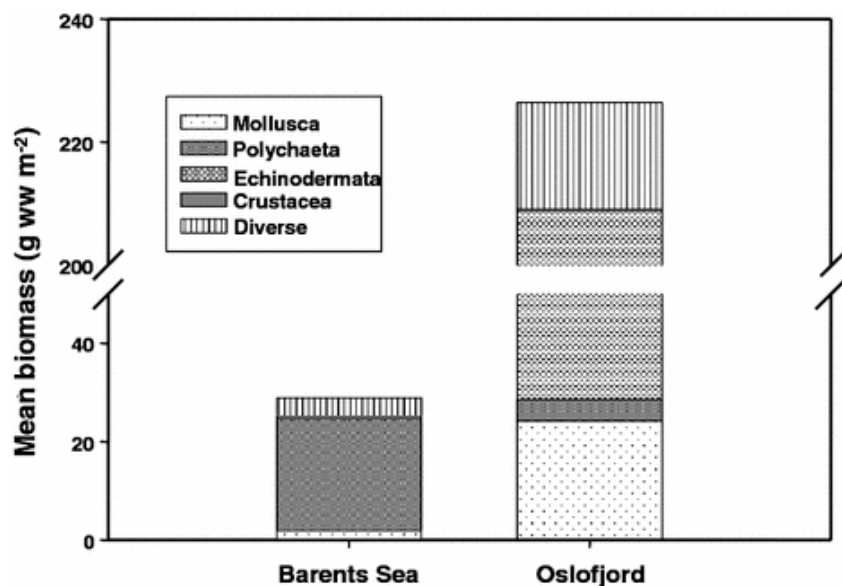 240
220
200
40
20
0
Mean biomass (g ww m-2)
Mollusca
Polychaeta
Echinodermata
Crustacea
Diverse
Barents Sea
Oslofjord